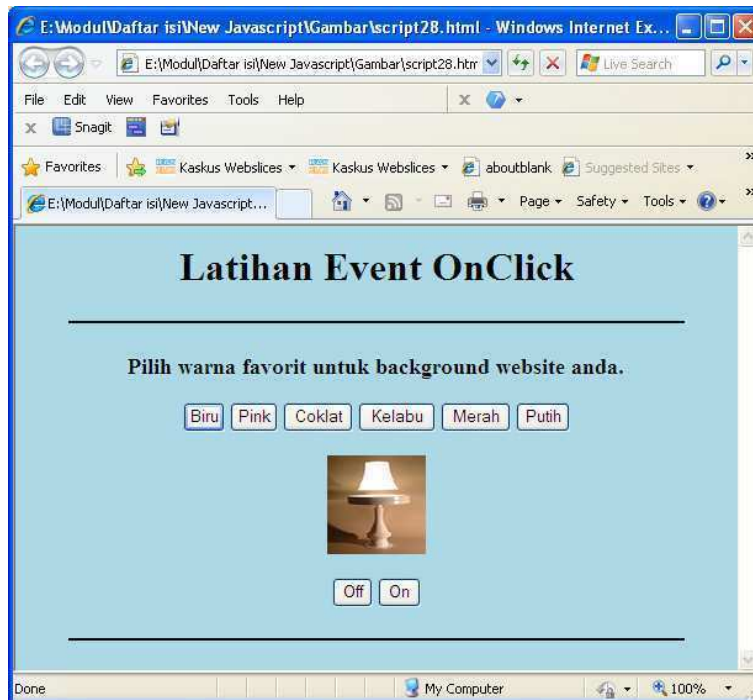 E:\Modul\Daftar isi\New Javascript\Gambar\script28.html - Windows Internet Ex...
E:\Modul\Daftar isi\New Javascript\Gambar\script28.htm
Live Search
File Edit View Favorites Tools Help
x
Snagit
Favorites Kaskus Webslices Kaskus Webslices aboutblank Suggested Sites
E:\Modul\Daftar isi\New Javascript... Page Safety Tools
Latihan Event OnClick
Pilih warna favorit untuk background website anda.
Biru Pink Coklat Kelabu Merah Putih
Off On
Done My Computer 100%